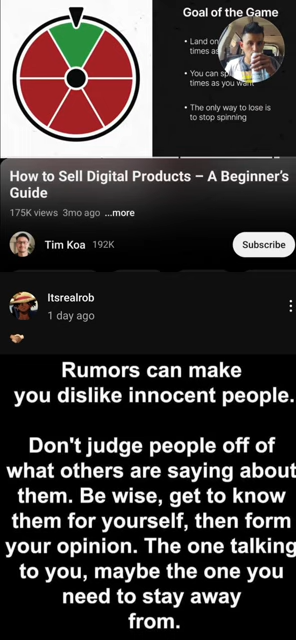 Goal of the Game
• Land on
times as
• You can sp
times as you want
• The only way to lose is
to stop spinning
How to Sell Digital Products – A Beginner's
Guide
175K views 3mo ago ...more
Tim Koa 192K
Subscribe
Itsrealrob
1 day ago
Rumors can make
you dislike innocent people.
Don't judge people off of
what others are saying about
them. Be wise, get to know
them for yourself, then form
your opinion. The one talking
to you, maybe the one you
need to stay away
from.